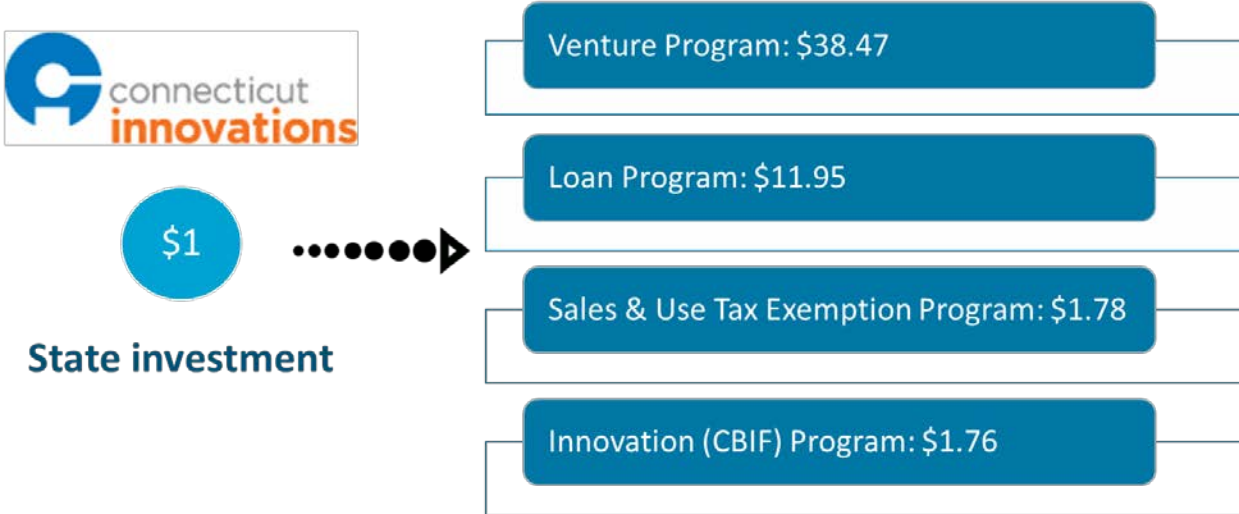 connecticut
innovations
$1
State investment
Venture Program: $38.47
Loan Program: $11.95
Sales & Use Tax Exemption Program: $1.78
Innovation (CBIF) Program: $1.76